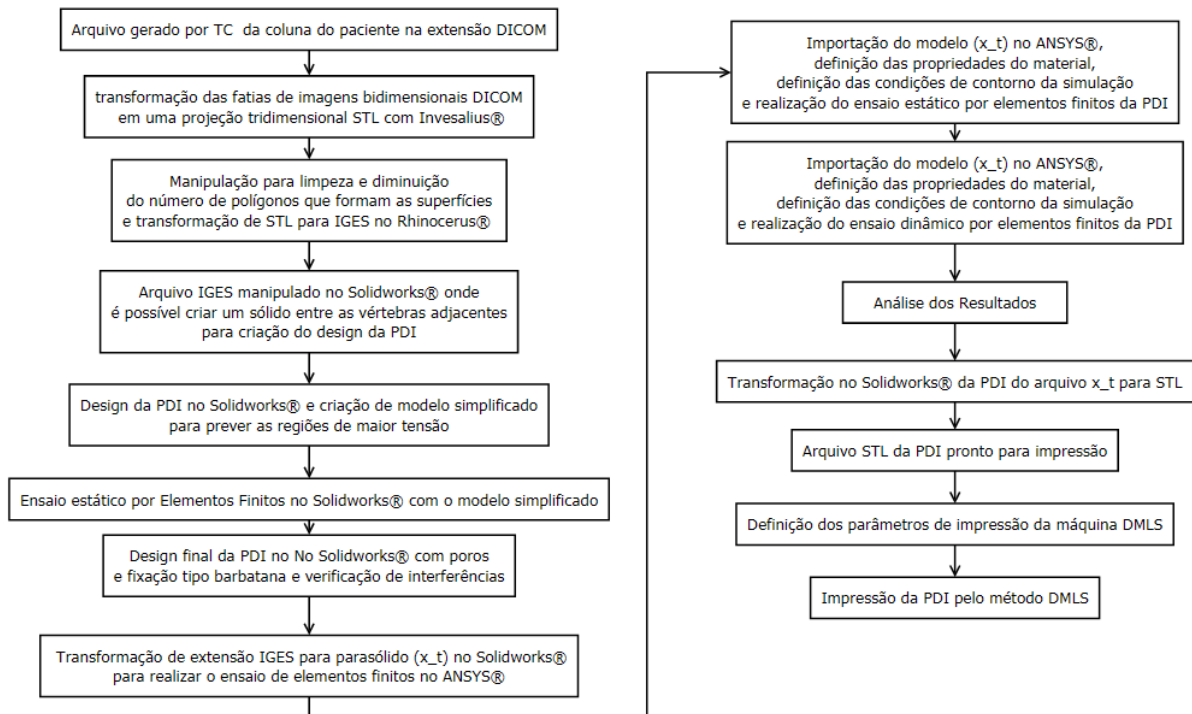 Arquivo gerado por TC da coluna do paciente na extensão DICOM
transformação das fatias de imagens bidimensionais DICOM
em uma projeção tridimensional STL com Invesalius®
Manipulação para limpeza e diminuição
do número de polígonos que formam as superfícies
e transformação de STL para IGES no Rhinocerus®
Arquivo IGES manipulado no Solidworks® onde
é possível criar um sólido entre as vértebras adjacentes
para criação do design da PDI
Design da PDI no Solidworks® e criação de modelo simplificado
para prever as regiões de maior tensão
Ensaio estático por Elementos Finitos no Solidworks® com o modelo simplificado
Design final da PDI no No Solidworks® com poros
e fixação tipo barbatana e verificação de interferências
Transformação de extensão IGES para parasólido (x_t) no Solidworks®
para realizar o ensaio de elementos finitos no ANSYS®
Importação do modelo (x_t) no ANSYS®,
definição das propriedades do material,
definição das condições de contorno da simulação
e realização do ensaio estático por elementos finitos da PDI
Importação do modelo (x_t) no ANSYS®,
definição das propriedades do material,
definição das condições de contorno da simulação
e realização do ensaio dinâmico por elementos finitos da PDI
Análise dos Resultados
Transformação no Solidworks® da PDI do arquivo x_t para STL
Arquivo STL da PDI pronto para impressão
Definição dos parâmetros de impressão da máquina DMLS
Impressão da PDI pelo método DMLS